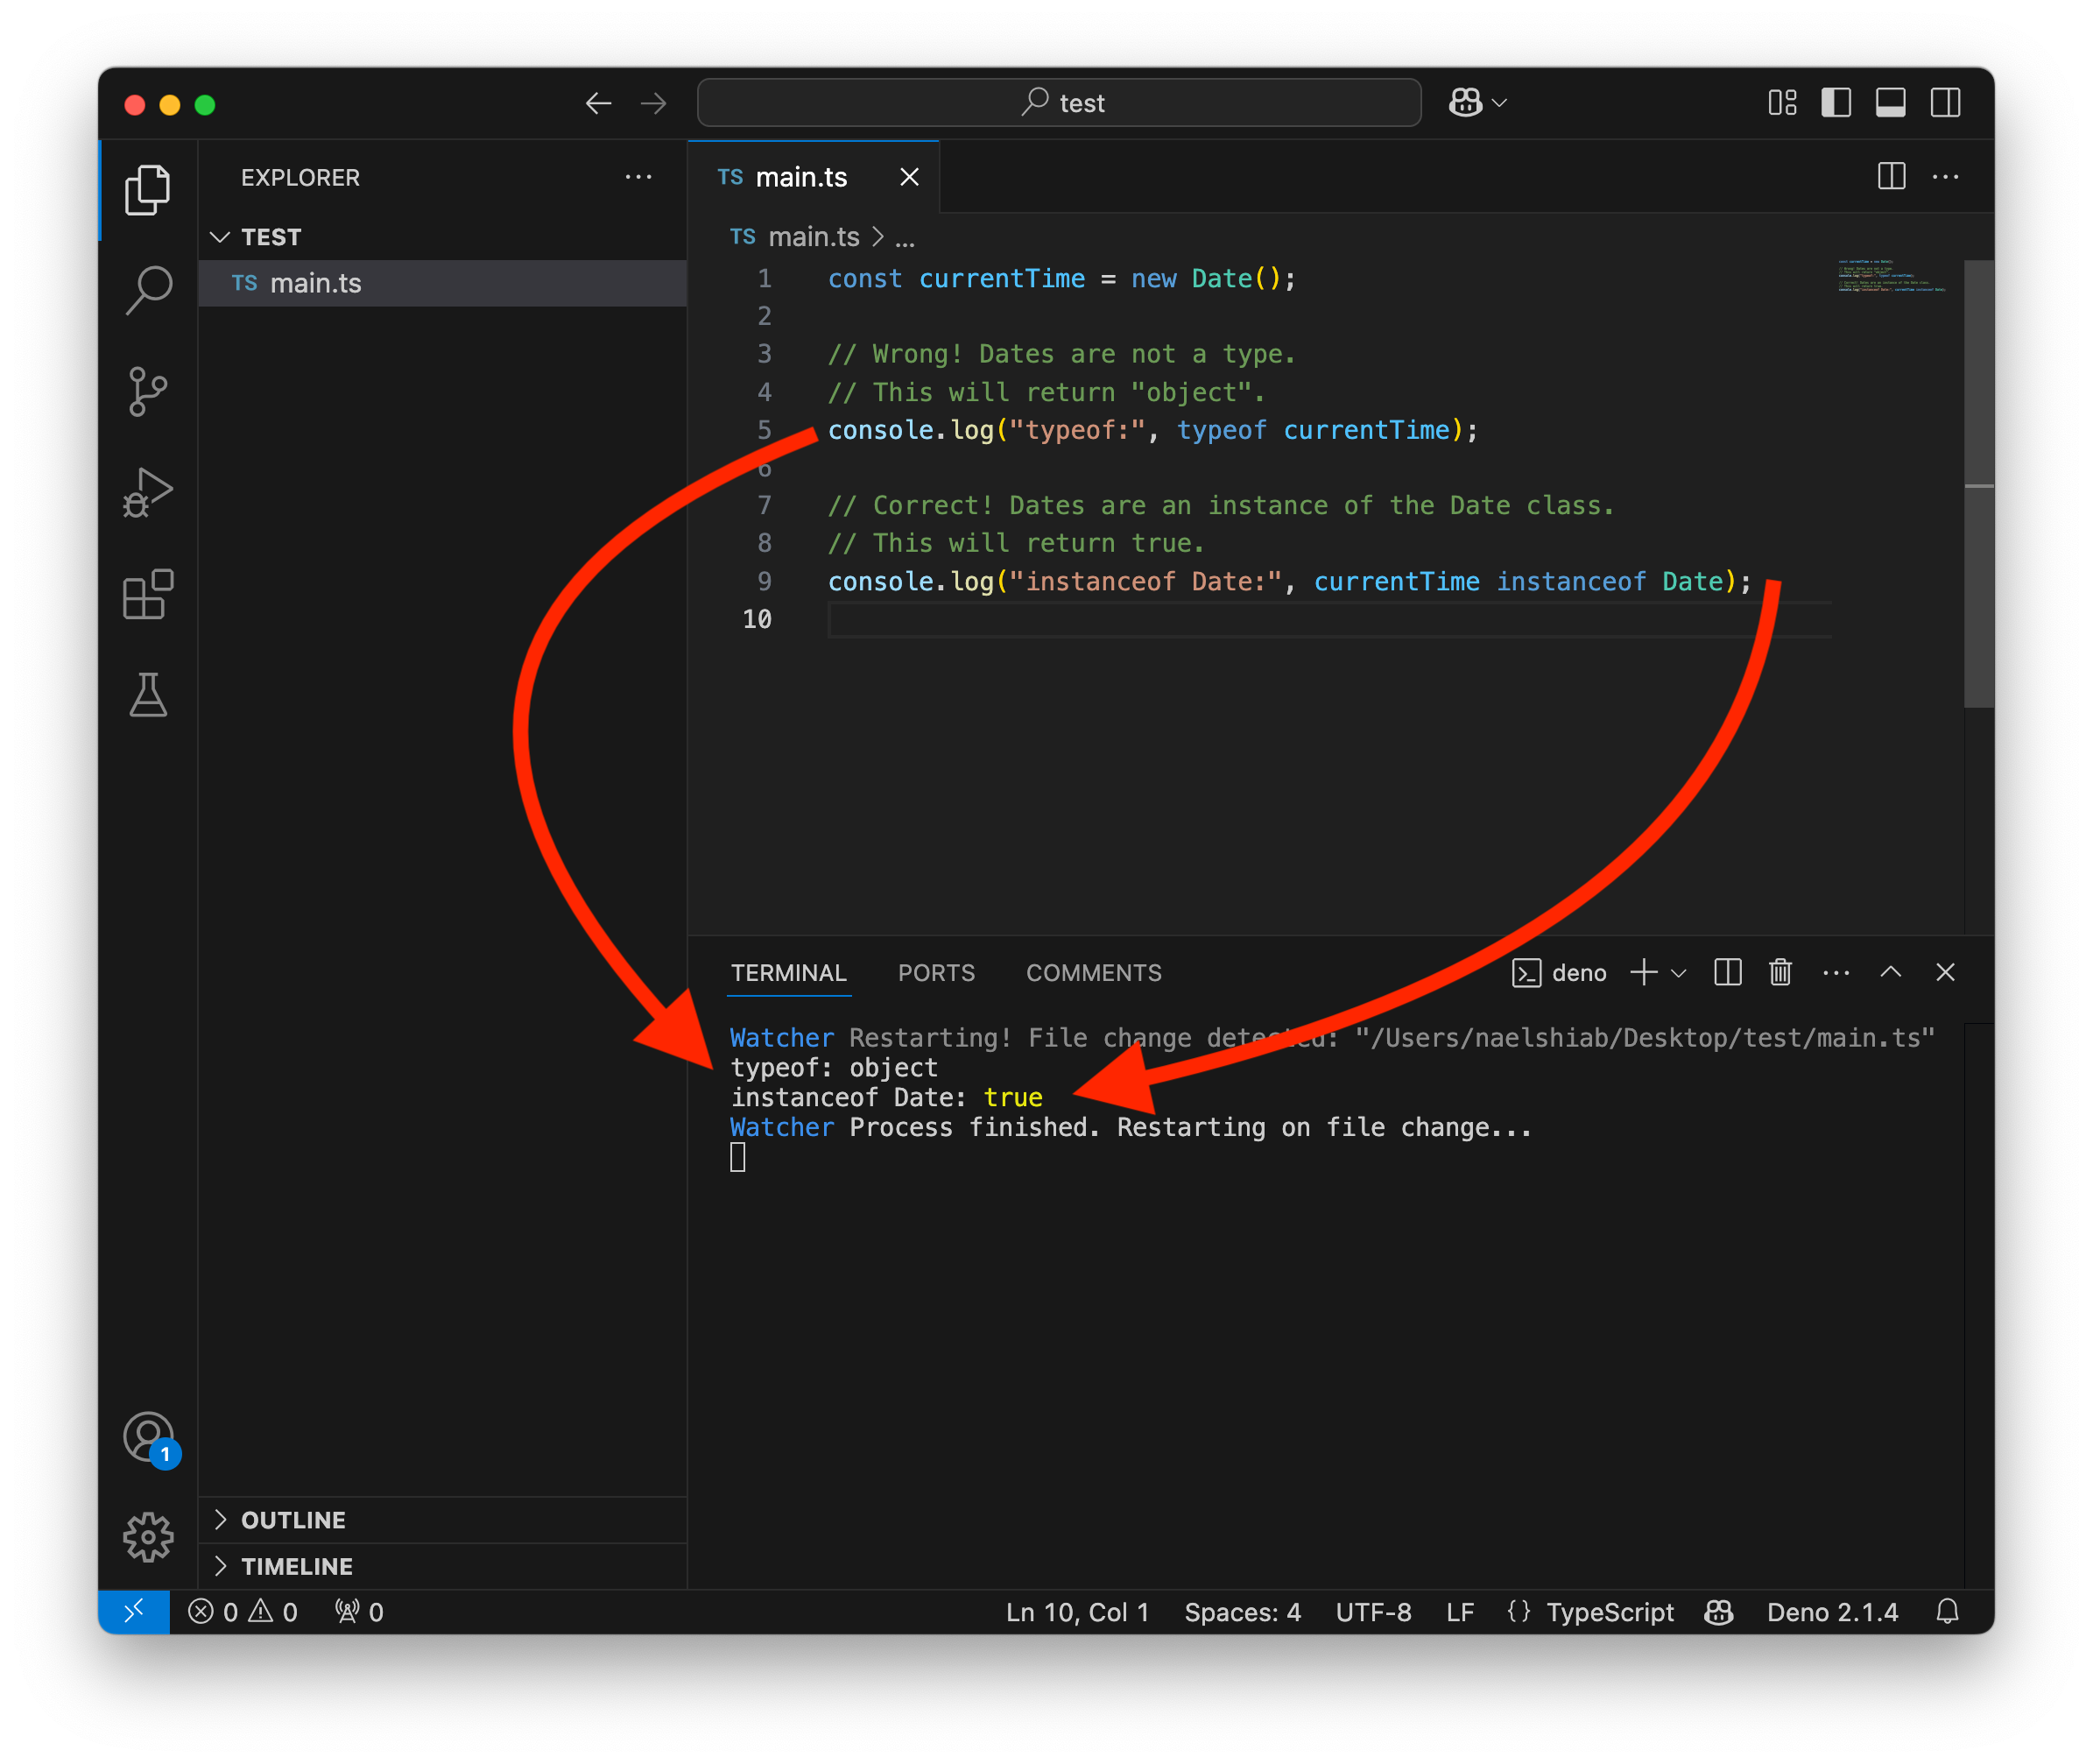 test
EXPLORER
TEST
TS main.ts
TS main.ts
TS main.ts > ...
1 const currentTime = new Date();
2
3 // Wrong! Dates are not a type.
4 // This will return "object".
5 console.log("typeof:", typeof currentTime);
6
7 // Correct! Dates are an instance of the Date class.
8 // This will return true.
9 console.log("instanceof Date:", currentTime instanceof Date);
10
TERMINAL PORTS COMMENTS deno
Watcher Restarting! File change detected: "/Users/naelshiab/Desktop/test/main.ts"
typeof: object
instanceof Date: true
Watcher Process finished. Restarting on file change...
1
OUTLINE
TIMELINE
0 0 0 Ln 10, Col 1 Spaces: 4 UTF-8 LF {} TypeScript Deno 2.1.4